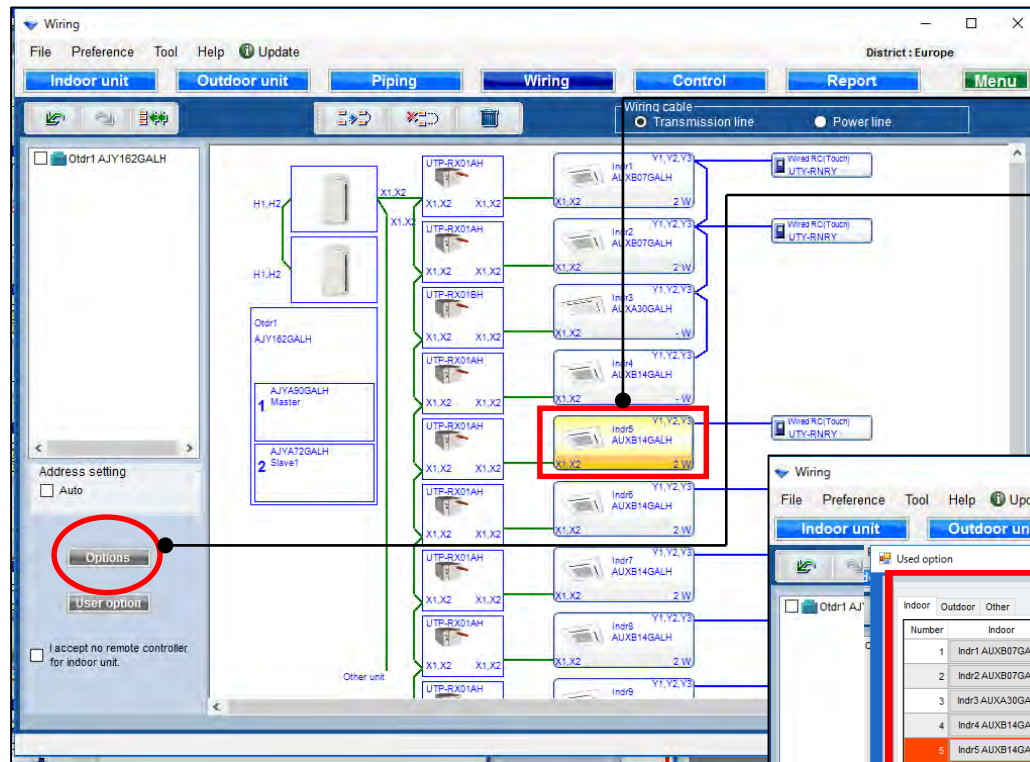 Wiring
File Preference Tool Help Update
District : Europe
Indoor unit Outdoor unit Piping Wiring Control Report Menu
Wiring cable
Transmission line Power line
Otdr1 AJY162GALH
Address setting
Auto
Options
User option
I accept no remote controller
for indoor unit.
H1,H2
H1,H2
X1,X2
X1,X2
Otdr1
AJY162GALH
AJYA90GALH
1 Master
AJYA72GALH
2 Slave1
Other unit
UTP-RX01AH
X1,X2 X1,X2
UTP-RX01AH
X1,X2 X1,X2
UTP-RX01BH
X1,X2 X1,X2
UTP-RX01AH
X1,X2 X1,X2
UTP-RX01AH
X1,X2 X1,X2
UTP-RX01AH
X1,X2 X1,X2
UTP-RX01AH
X1,X2 X1,X2
UTP-RX01AH
X1,X2 X1,X2
UTP-RX01AH
Indr1 Y1,Y2,Y3
AUXB07GALH
X1,X2 2 W
Indr2 Y1,Y2,Y3
AUXB07GALH
X1,X2 2 W
Indr3 Y1,Y2,Y3
AUXA30GALH
X1,X2 - W
Indr4 Y1,Y2,Y3
AUXB14GALH
X1,X2 - W
Indr5 Y1,Y2,Y3
AUXB14GALH
X1,X2 2 W
Indr6 Y1,Y2,Y3
AUXB14GALH
X1,X2 2 W
Indr7 Y1,Y2,Y3
AUXB14GALH
X1,X2 2 W
Indr8 Y1,Y2,Y3
AUXB14GALH
X1,X2 2 W
Indr9 Y1,Y2,Y3
Wired RC(Touch)
UTY-RNRY
Wired RC(Touch)
UTY-RNRY
Wired RC(Touch)
UTY-RNRY
Wiring
File Preference Tool Help Upd
Indoor unit Outdoor un
Otdr1 AJ
Used option
Indoor Outdoor Other
Number Indoor
1 Indr1 AUXB07GA
2 Indr2 AUXB07GA
3 Indr3 AUXA30GA
4 Indr4 AUXB14GA
5 Indr5 AUXB14GA